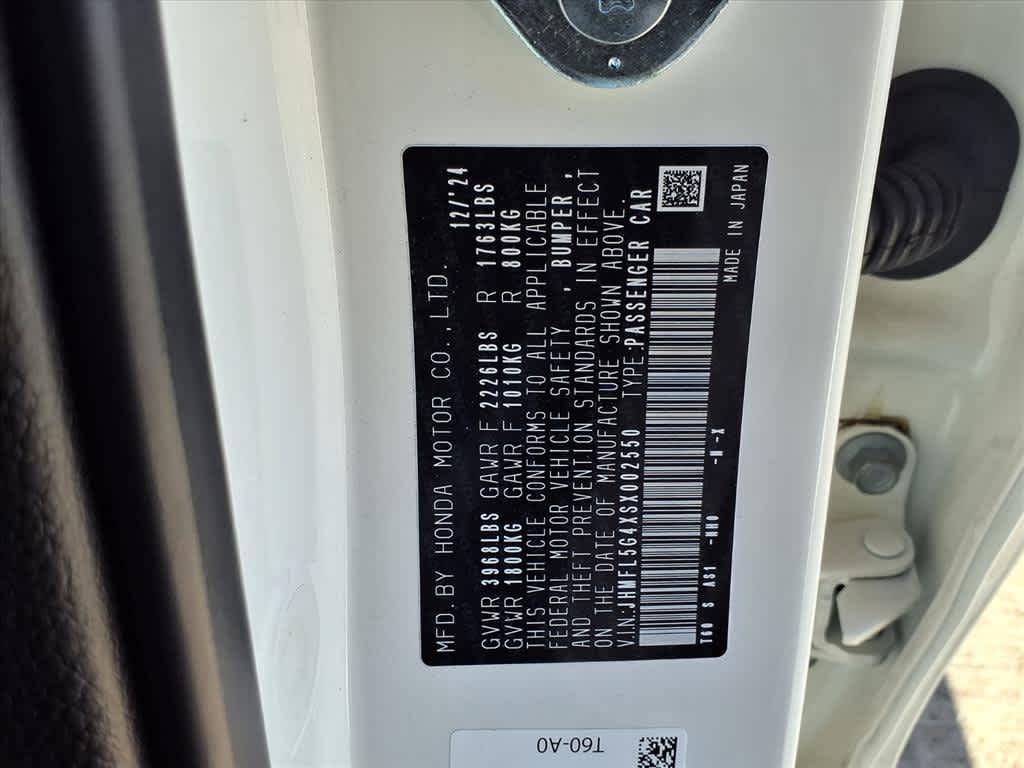 MFD. BY HONDA MOTOR CO., LTD. 12/'24
GVWR 3968LBS GAWR F 2226LBS R 1763LBS
GVWR 1800KG GAWR F 1010KG R 800KG
THIS VEHICLE CONFORMS TO ALL APPLICABLE
FEDERAL MOTOR VEHICLE SAFETY , BUMPER,
AND THEFT PREVENTION STANDARDS IN EFFECT
ON THE DATE OF MANUFACTURE SHOWN ABOVE.
VIN:JHMFL5G4XSX002550 TYPE:PASSENGER CAR
T60 S AS1 -NH0 -N -X
MADE IN JAPAN
T60-A0